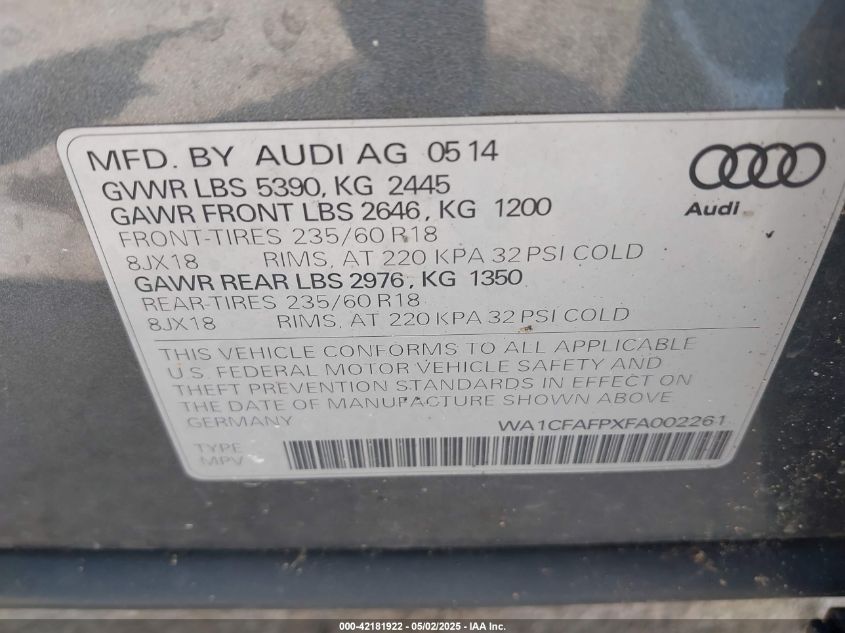 MFD. BY AUDI AG 05 14
GVWR LBS 5390, KG 2445
GAWR FRONT LBS 2646, KG 1200
FRONT-TIRES 235/60 R18
8JX18 RIMS, AT 220 KPA 32 PSI COLD
GAWR REAR LBS 2976, KG 1350
REAR-TIRES 235/60 R18
8JX18 RIMS, AT 220 KPA 32 PSI COLD
Audi
THIS VEHICLE CONFORMS TO ALL APPLICABLE
U.S. FEDERAL MOTOR VEHICLE SAFETY AND
THEFT PREVENTION STANDARDS IN EFFECT ON
THE DATE OF MANUFACTURE SHOWN ABOVE
GERMANY WA1CFAFPXFA002261
TYPE
MPV
000-42181922 - 05/02/2025 - IAA Inc.